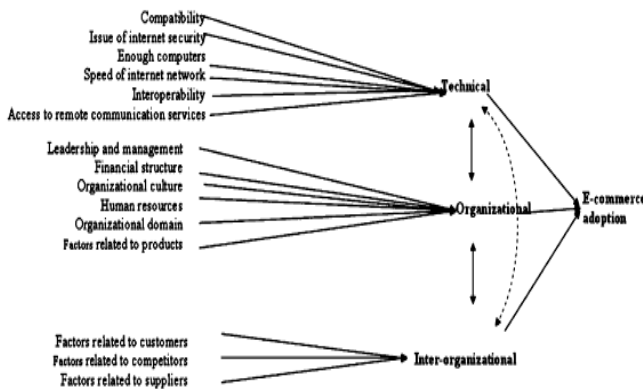 Compatibility
Issue of internet security
Enough computers
Speed of internet network
Interoperability
Access to remote communication services
Technical
Leadership and management
Financial structure
Organizational culture
Human resources
Organizational domain
Factors related to products
Organizational
E-commerce
adoption
Factors related to customers
Factors related to competitors
Factors related to suppliers
Inter-organizational